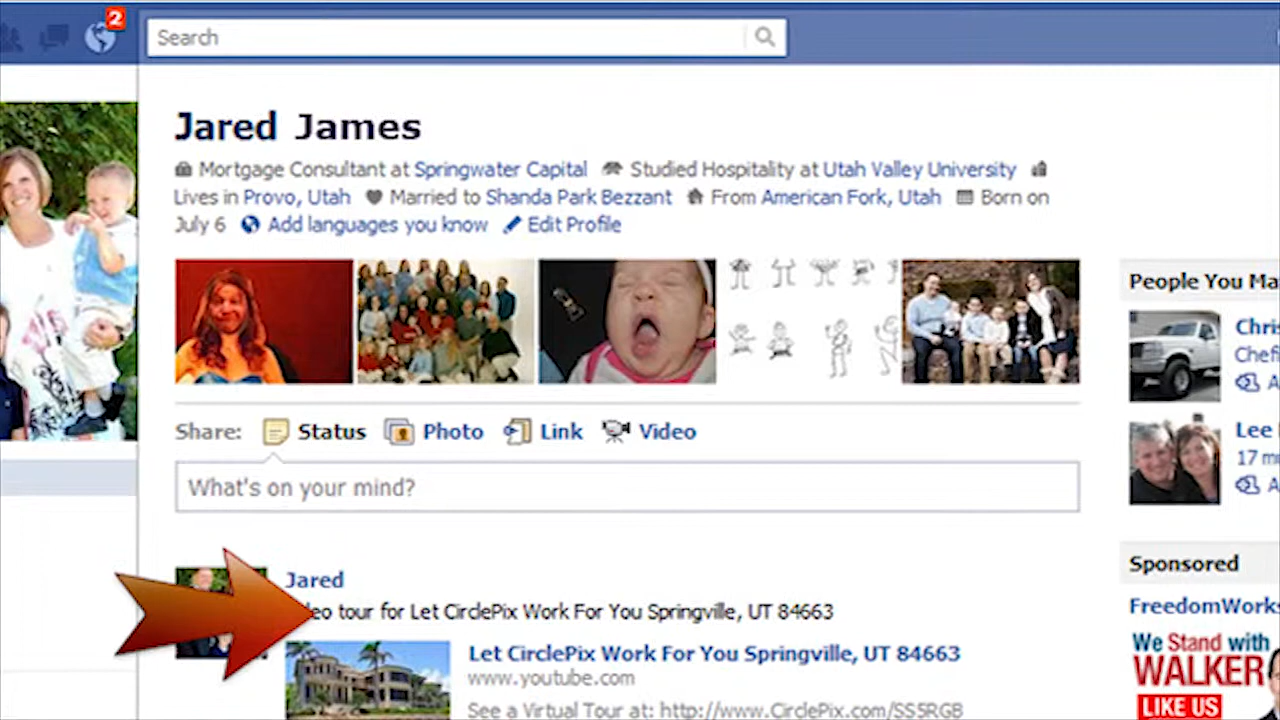 2
Search
Jared James
Mortgage Consultant at Springwater Capital Studied Hospitality at Utah Valley University
Lives in Provo, Utah Married to Shanda Park Bezzant From American Fork, Utah Born on
July 6 Add languages you know Edit Profile
Share: Status Photo Link Video
What's on your mind?
Jared
tour for Let CirclePix Work For You Springville, UT 84663
Let CirclePix Work For You Springville, UT 84663
www.youtube.com
See a Virtual Tour at: http://www.CirclePix.com/SS5RGB
People You Ma
Chris
Chefi
A
Lee
17 mu
A
Sponsored
FreedomWorks
We Stand with
WALKER
LIKE US